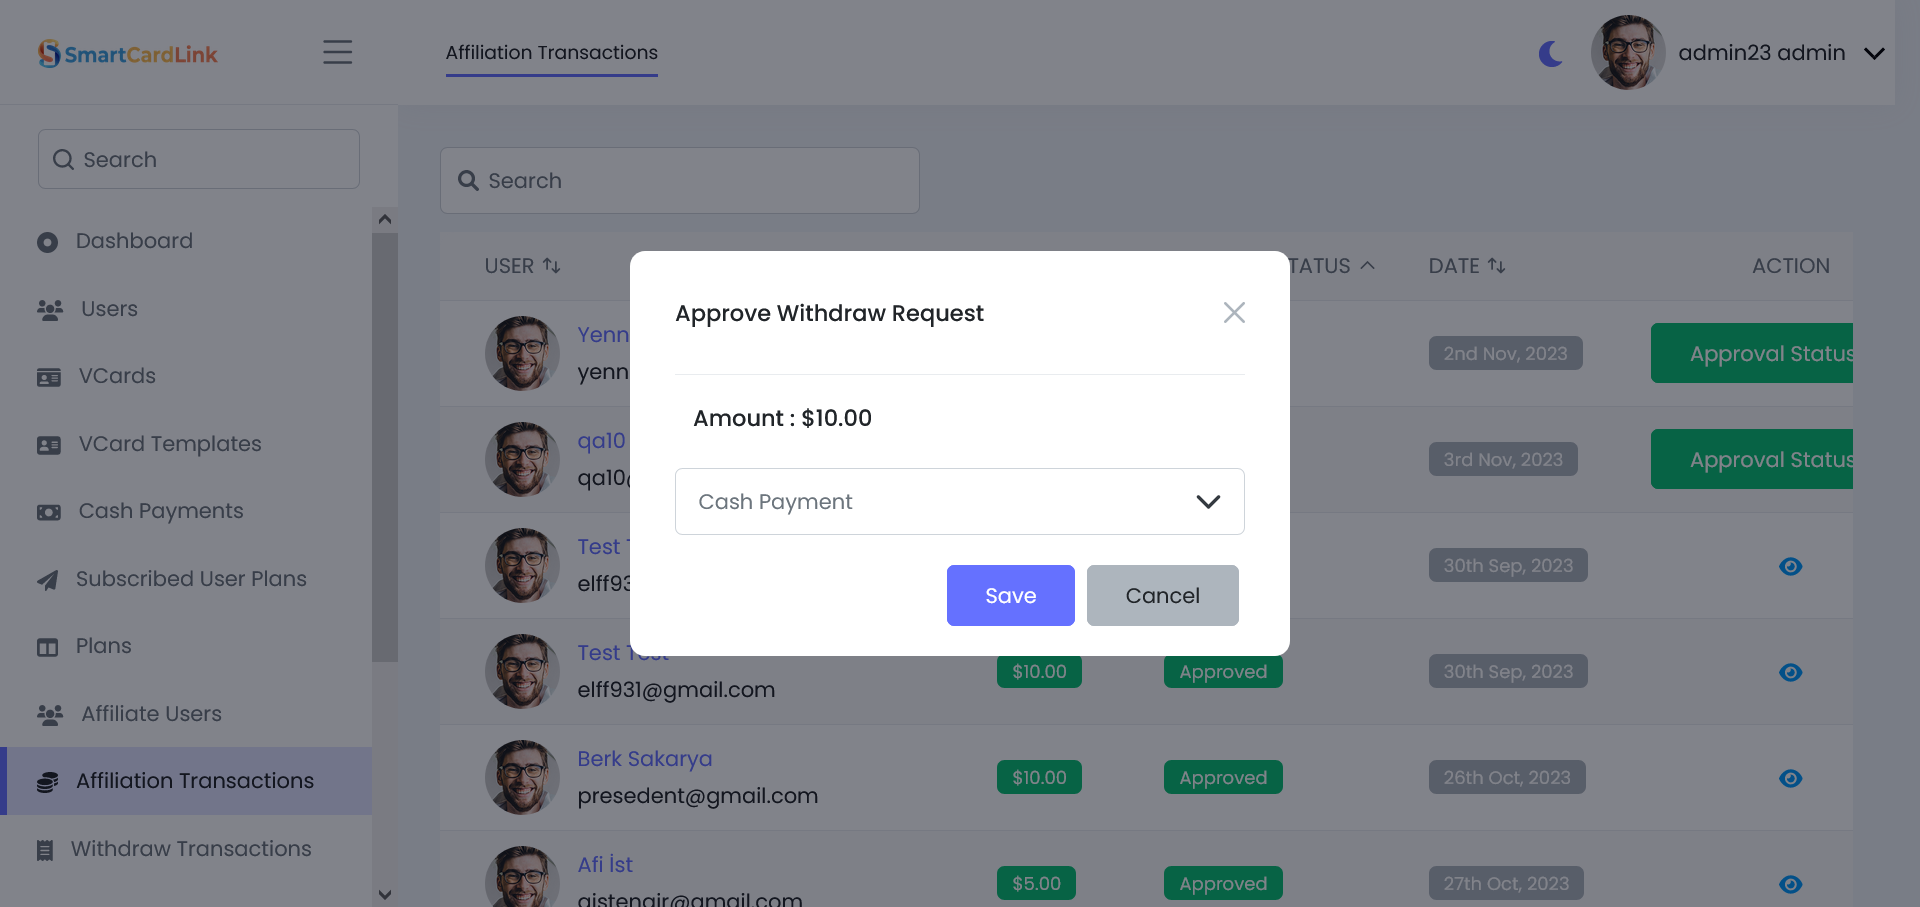 SmartCardLink
Affiliation Transactions
admin23 admin
Search
Dashboard
Users
VCards
VCard Templates
Cash Payments
Subscribed User Plans
Plans
Affiliate Users
Affiliation Transactions
Withdraw Transactions
Search
USER
TATUS
DATE
ACTION
Yenn
yenn
2nd Nov, 2023
Approval Status
qa10
qa10@
3rd Nov, 2023
Approval Status
Test T
elff93
30th Sep, 2023
Test Test
elff931@gmail.com
$10.00
Approved
30th Sep, 2023
Berk Sakarya
presedent@gmail.com
$10.00
Approved
26th Oct, 2023
Afi İst
$5.00
Approved
27th Oct, 2023
Approve Withdraw Request
Amount : $10.00
Cash Payment
Save
Cancel